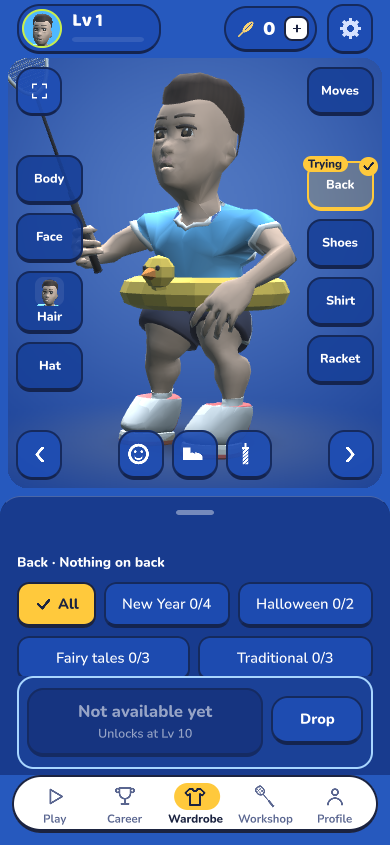 Lv 1
0
+
Moves
Trying
Body
Back
Face
Shoes
Hair
Shirt
Hat
Racket
Back · Nothing on back
All
New Year 0/4
Halloween 0/2
Fairy tales 0/3
Traditional 0/3
Not available yet
Unlocks at Lv 10
Drop
Play
Career
Wardrobe
Workshop
Profile